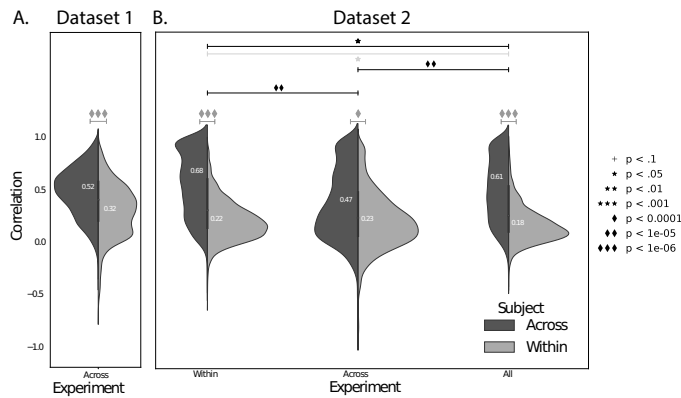 A. Dataset 1 B. Dataset 2
1.0
0.5
0.0
−0.5
−1.0
Correlation
0.52
0.32
Across
Experiment
0.68
0.22
0.47
0.23
0.61
0.18
Within
Across
All
Experiment
Subject
Across
Within
p < .1
p < .05
p < .01
p < .001
p < 0.0001
p < 1e-05
p < 1e-06